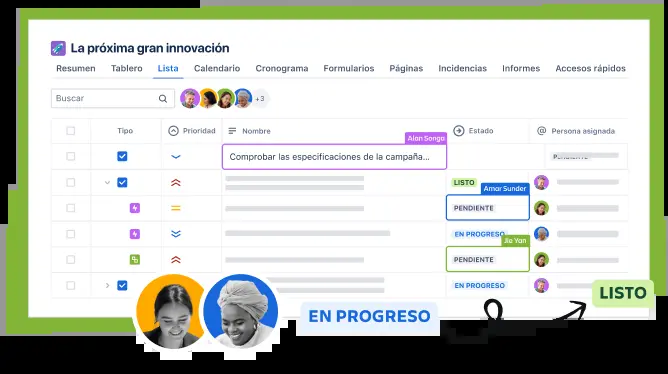 La próxima gran innovación
Resumen Tablero Lista Calendario Cronograma Formularios Páginas Incidencias Informes Accesos rápidos
Buscar +3
Alan Songa
Tipo Prioridad Nombre Estado Persona asignada
Comprobar las especificaciones de la campaña... PENDIENTE
LISTO
Amar Sunder
PENDIENTE
EN PROGRESO
Jie Yan
PENDIENTE
EN PROGRESO
EN PROGRESO
LISTO